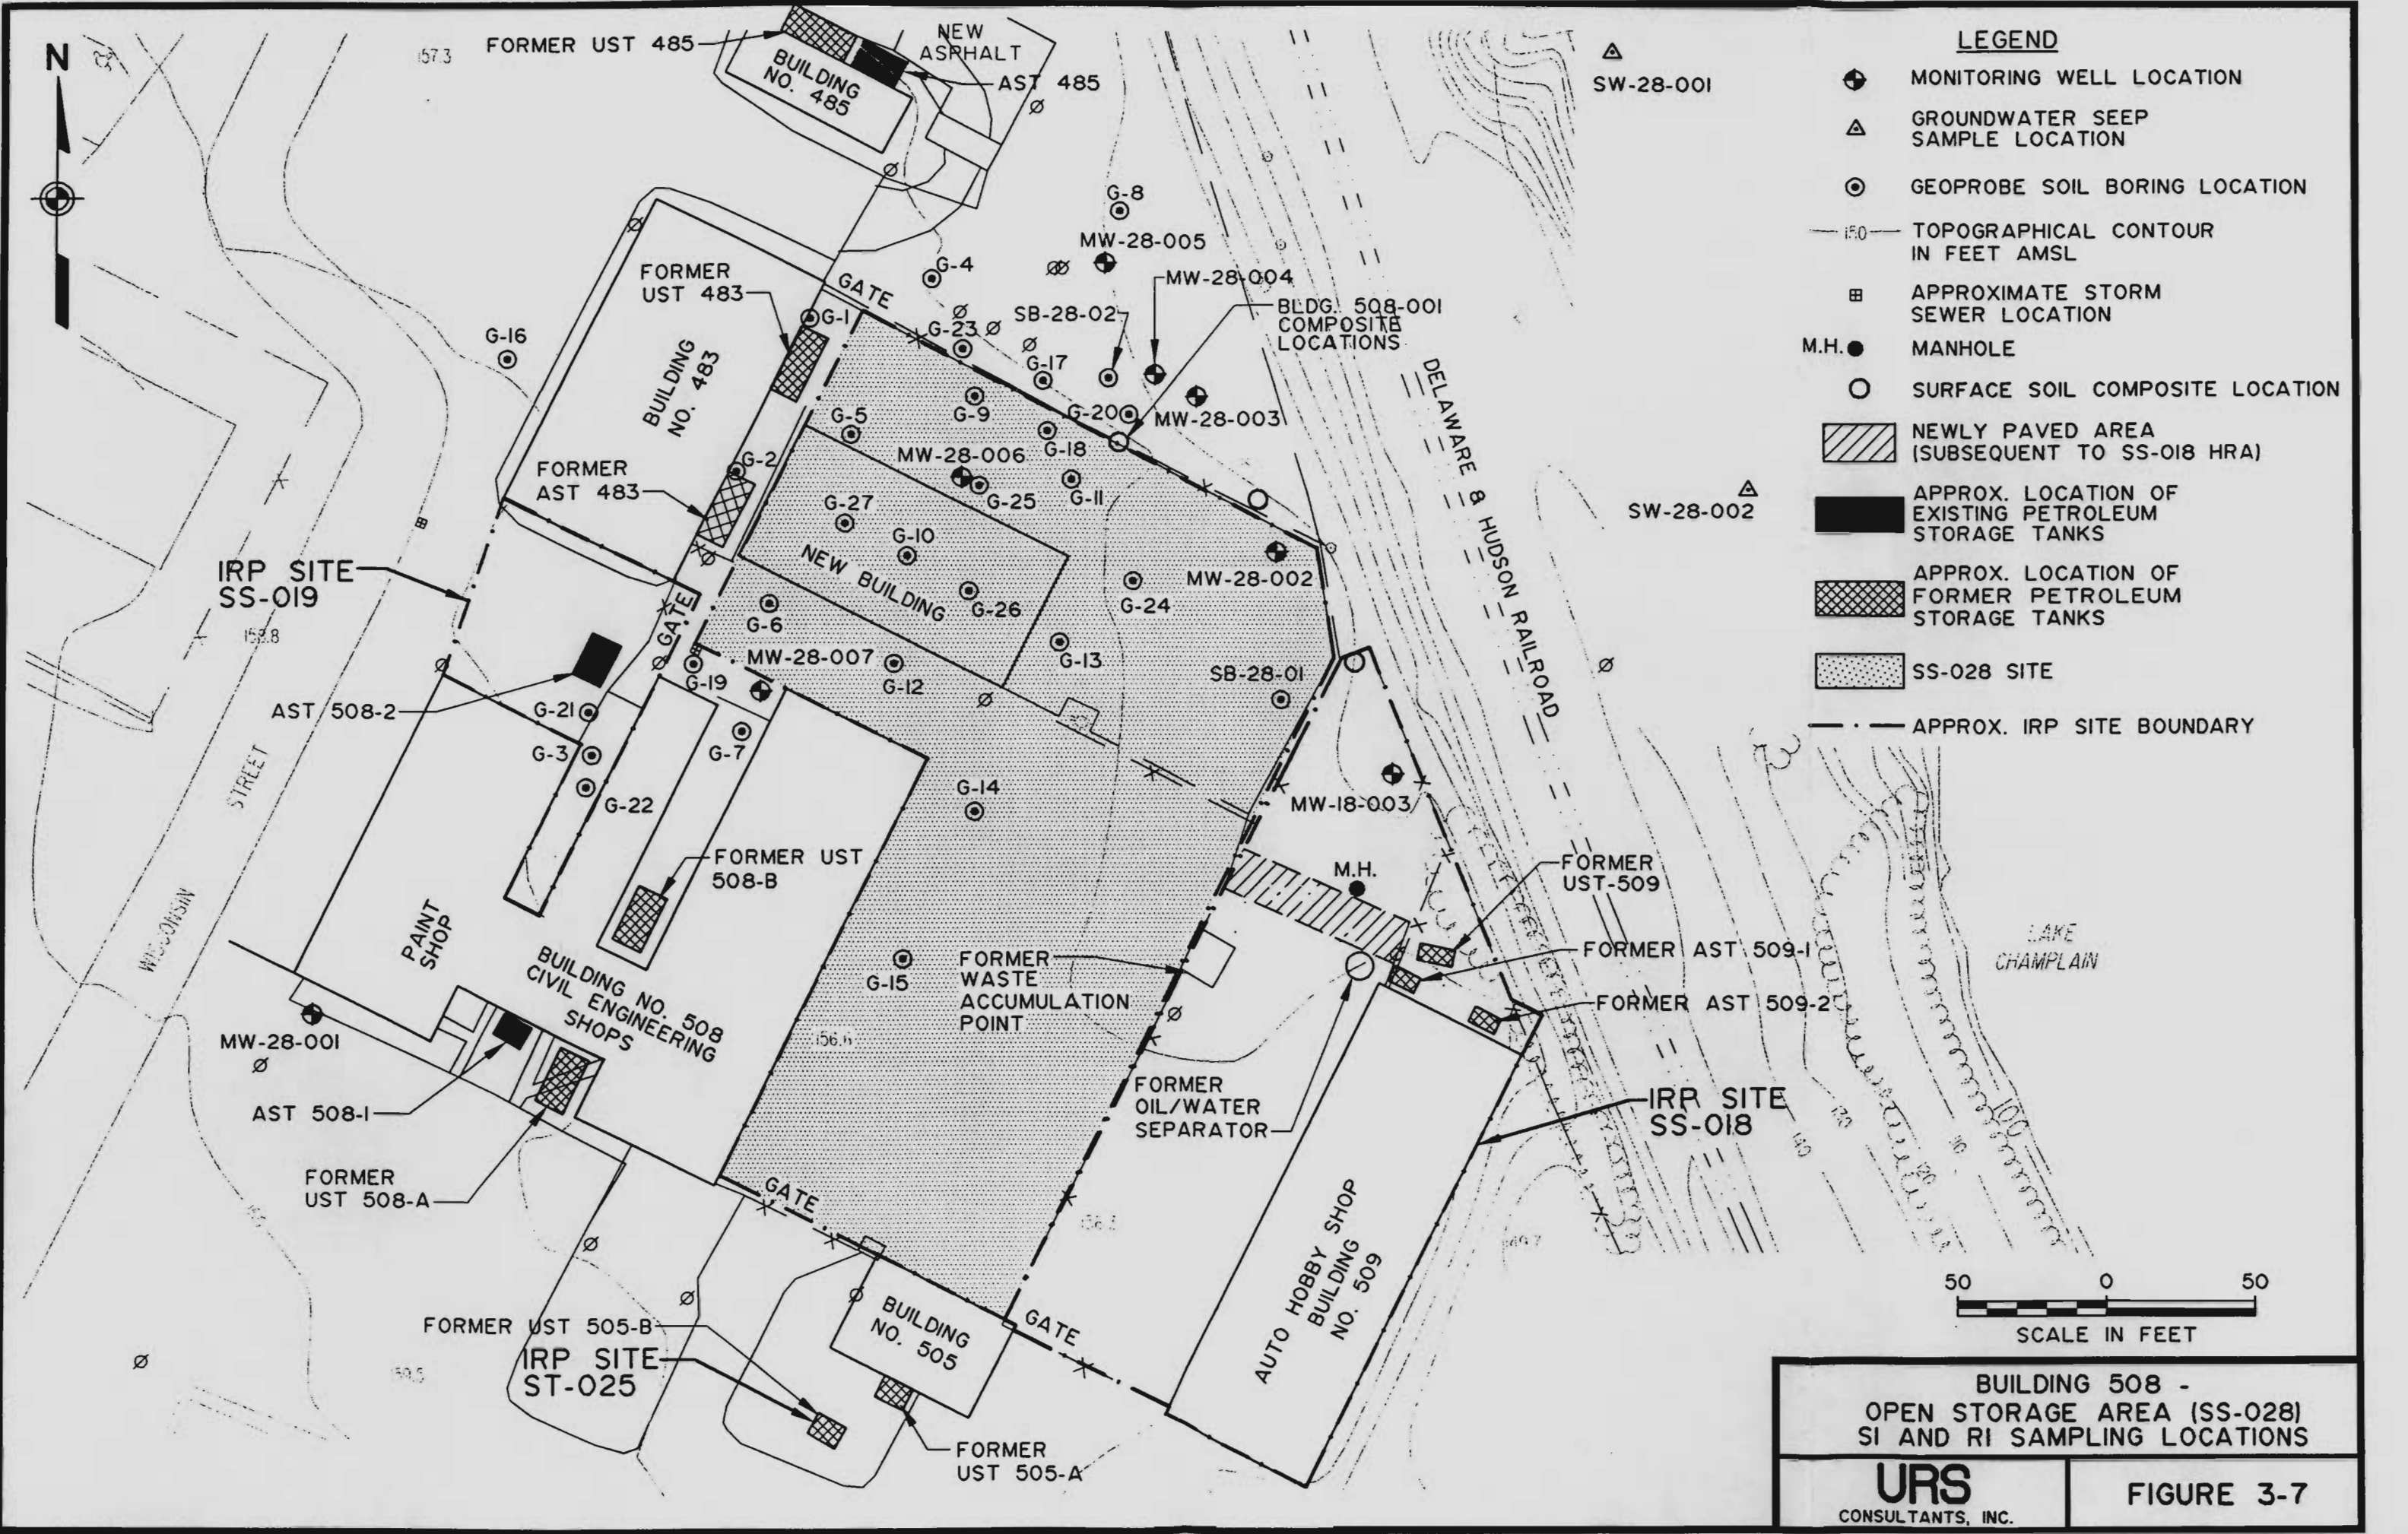 N
157.3
FORMER UST 485
BUILDING
NO. 485
NEW
ASPHALT
AST 485
SW-28-001
G-8
MW-28-005
G-4
MW-28-004
FORMER
UST 483
GATE
G-1
G-23
SB-28-02
BLDG. 508-001
COMPOSITE
LOCATIONS
G-16
BUILDING
NO. 483
G-17
G-5
G-9
G-20
MW-28-003
G-18
MW-28-006
G-2
FORMER
AST 483
G-25
G-11
G-27
G-10
NEW BUILDING
G-26
MW-28-002
G-24
DELAWARE & HUDSON RAILROAD
SW-28-002
IRP SITE
SS-019
158.8
GATE
G-6
MW-28-007
G-19
G-12
G-13
SB-28-01
AST 508-2
G-21
G-3
G-7
G-22
G-14
MW-18-003
WISCONSIN
STREET
FORMER UST
508-B
M.H.
FORMER
UST-509
PAINT
SHOP
BUILDING NO. 508
CIVIL ENGINEERING
SHOPS
G-15
FORMER
WASTE
ACCUMULATION
POINT
FORMER AST 509-1
FORMER AST 509-2
LAKE
CHAMPLAIN
MW-28-001
156.6
AST 508-1
FORMER
UST 508-A
FORMER
OIL/WATER
SEPARATOR
IRP SITE
SS-018
140
130
120
110
100
GATE
AUTO HOBBY SHOP
BUILDING
NO. 509
FORMER UST 505-B
IRP SITE
ST-025
BUILDING
NO. 505
GATE
FORMER
UST 505-A
LEGEND
MONITORING WELL LOCATION
GROUNDWATER SEEP
SAMPLE LOCATION
GEOPROBE SOIL BORING LOCATION
150 TOPOGRAPHICAL CONTOUR
IN FEET AMSL
APPROXIMATE STORM
SEWER LOCATION
M.H. MANHOLE
SURFACE SOIL COMPOSITE LOCATION
NEWLY PAVED AREA
(SUBSEQUENT TO SS-018 HRA)
APPROX. LOCATION OF
EXISTING PETROLEUM
STORAGE TANKS
APPROX. LOCATION OF
FORMER PETROLEUM
STORAGE TANKS
SS-028 SITE
APPROX. IRP SITE BOUNDARY
50 0 50
SCALE IN FEET
BUILDING 508 -
OPEN STORAGE AREA (SS-028)
SI AND RI SAMPLING LOCATIONS
URS
CONSULTANTS, INC.
FIGURE 3-7